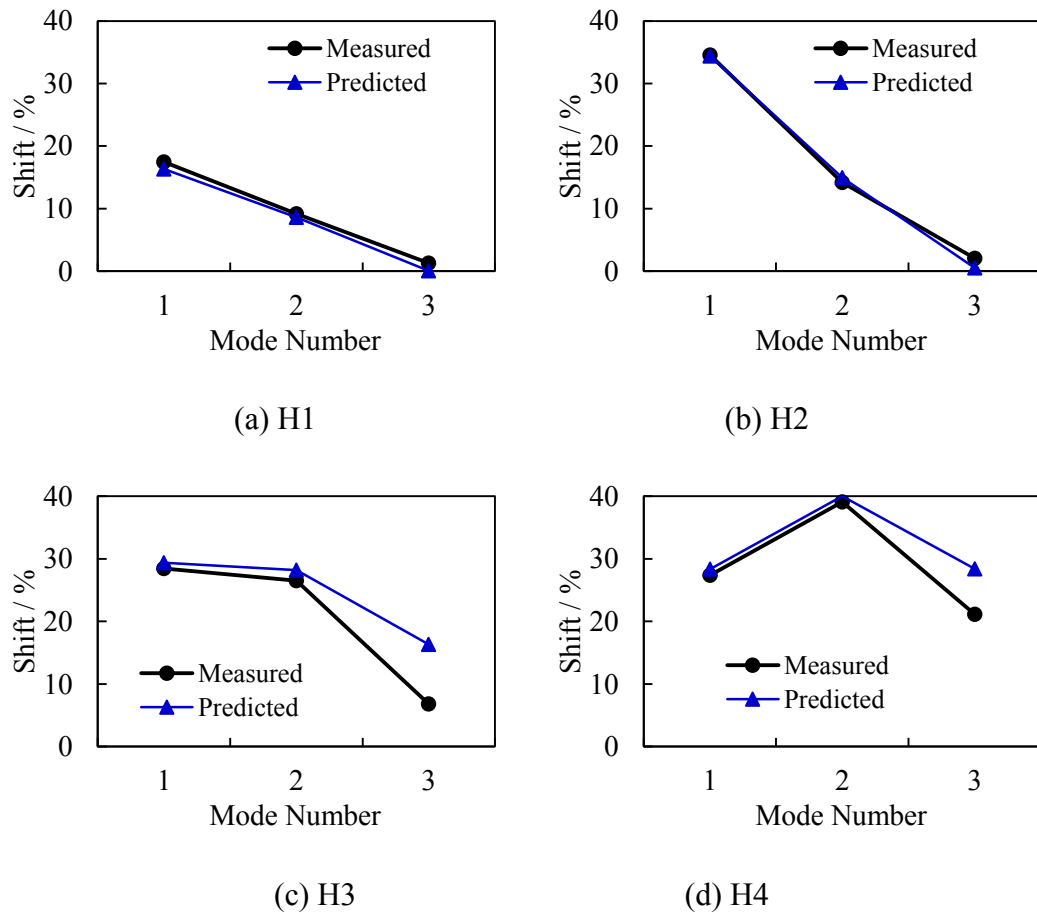 40
30
20
10
0
Shift / %
Measured
Predicted
1 2 3
Mode Number
(a) H1
40
30
20
10
0
Shift / %
Measured
Predicted
1 2 3
Mode Number
(b) H2
40
30
20
10
0
Shift / %
Measured
Predicted
1 2 3
Mode Number
(c) H3
40
30
20
10
0
Shift / %
Measured
Predicted
1 2 3
Mode Number
(d) H4